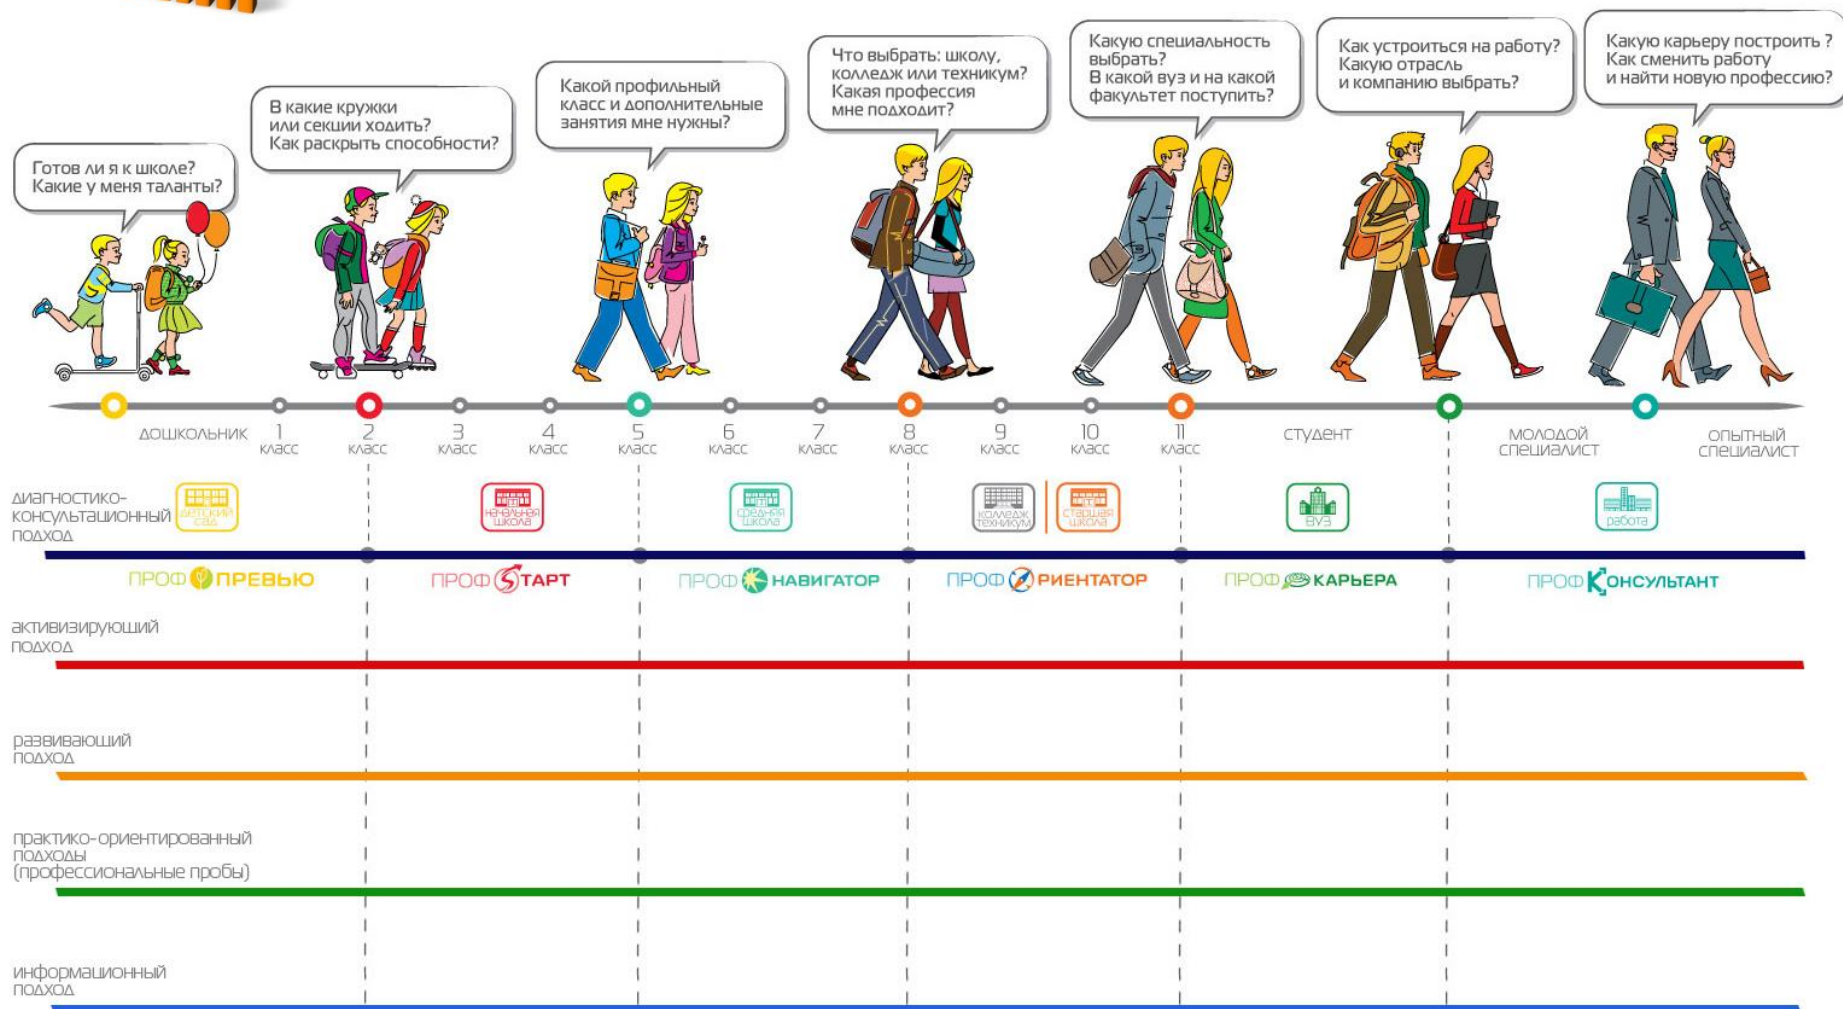 Готов ли я к школе?
Какие у меня таланты?
В какие кружки
или секции ходить?
Как раскрыть способности?
Какой профильный
класс и дополнительные
занятия мне нужны?
Что выбрать: школу,
колледж или техникум?
Какая профессия
мне подходит?
Какую специальность
выбрать?
В какой вуз и на какой
факультет поступить?
Как устроиться на работу?
Какую отрасль
и компанию выбрать?
Какую карьеру построить ?
Как сменить работу
и найти новую профессию?
дошкольник
1
класс
2
класс
3
класс
4
класс
5
класс
6
класс
7
класс
8
класс
9
класс
10
класс
11
класс
студент
молодой
специалист
опытный
специалист
диагностико-
консультационный
подход
детский
сад
начальная
школа
средняя
школа
колледж
техникум
старшая
школа
ВУЗ
работа
ПРОФ ПРЕВЬЮ
ПРОФ SТАРТ
ПРОФ НАВИГАТОР
ПРОФ ОРИЕНТАТОР
ПРОФ КАРЬЕРА
ПРОФ КОНСУЛЬТАНТ
активизирующий
подход
развивающий
подход
практико-ориентированный
подходы
(профессиональные пробы)
информационный
подход